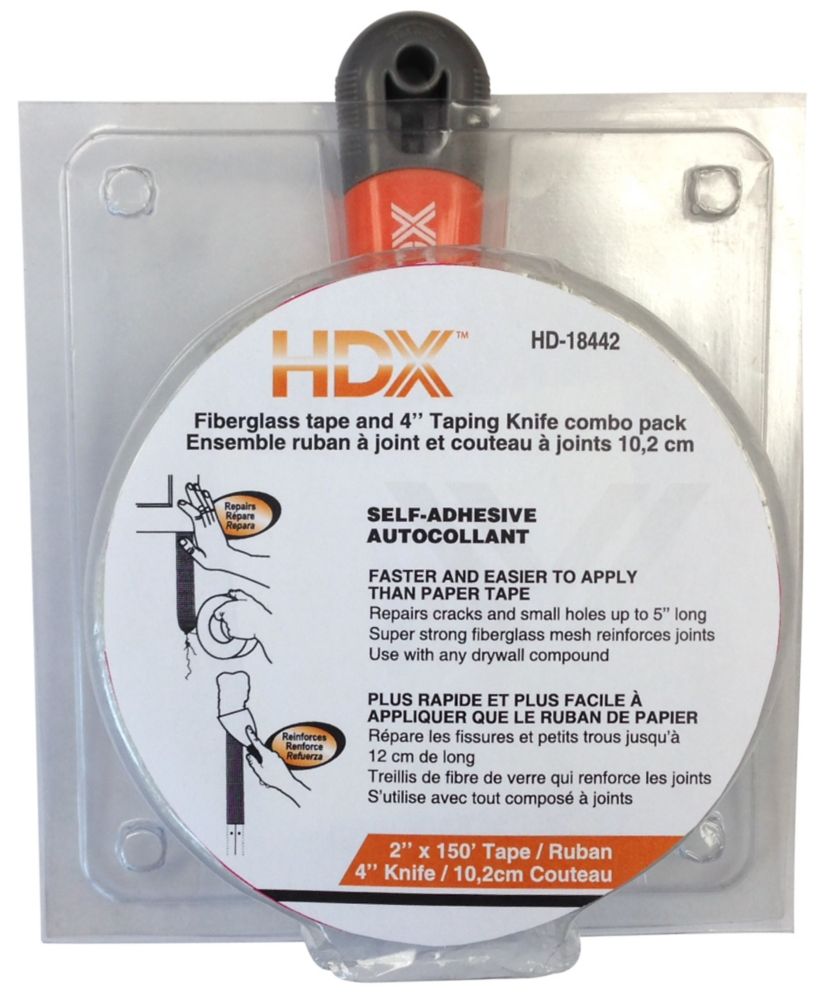 HDX
HDX™
HD-18442
Fiberglass tape and 4’’ Taping Knife combo pack
Ensemble ruban à joint et couteau à joints 10,2 cm
Repairs
Répare
Repara
SELF-ADHESIVE
AUTOCOLLANT
FASTER AND EASIER TO APPLY
THAN PAPER TAPE
Repairs cracks and small holes up to 5’’ long
Super strong fiberglass mesh reinforces joints
Use with any drywall compound
Reinforces
Renforce
Refuerza
PLUS RAPIDE ET PLUS FACILE À
APPLIQUER QUE LE RUBAN DE PAPIER
Répare les fissures et petits trous jusqu’à
12 cm de long
Treillis de fibre de verre qui renforce les joints
S’utilise avec tout composé à joints
2’’ x 150’ Tape / Ruban
4’’ Knife / 10,2cm Couteau